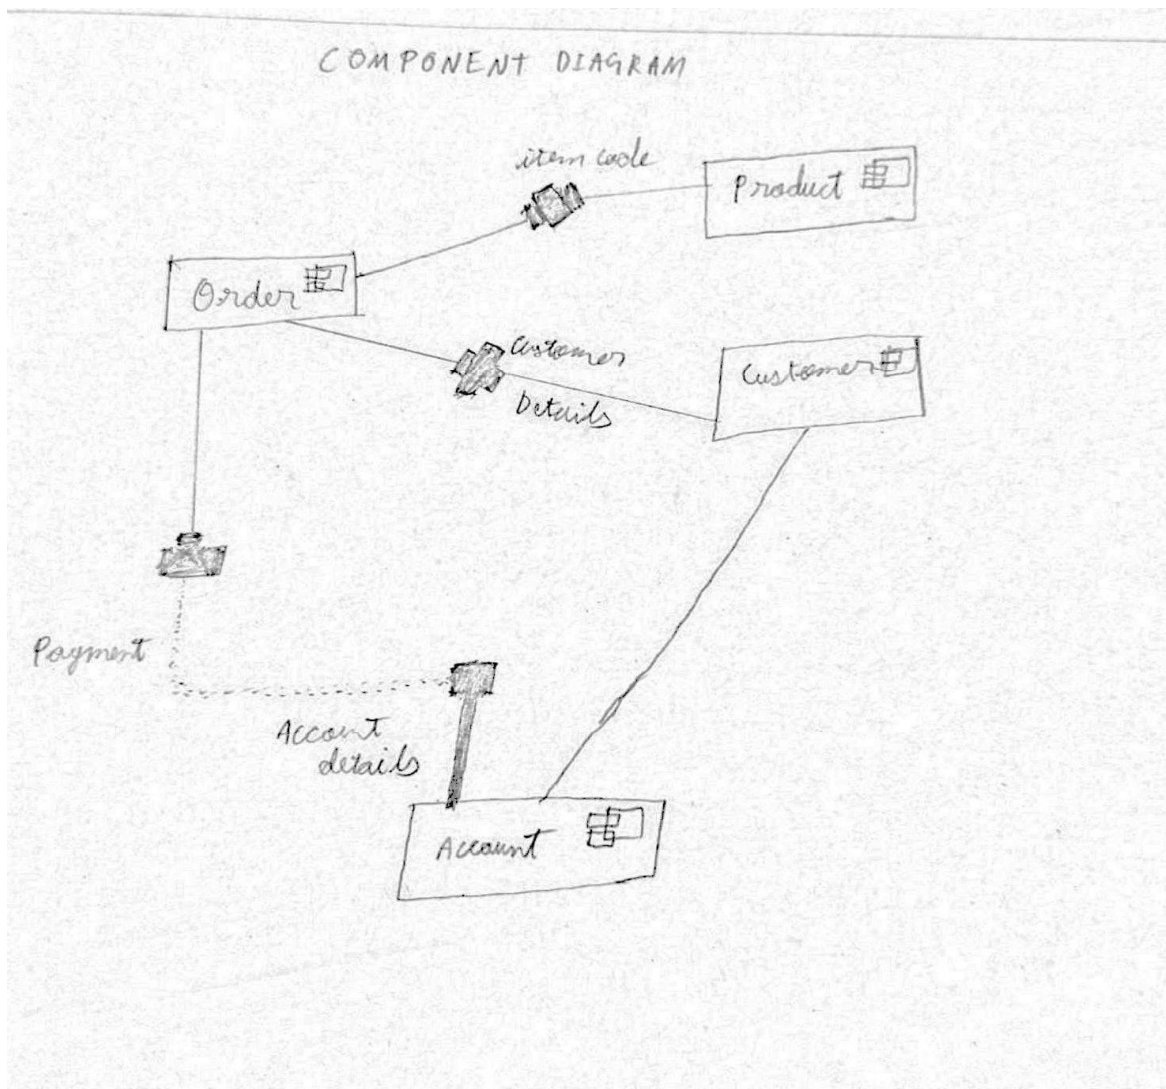 COMPONENT DIAGRAM
item code
Product
Order
Customer
Details
Customer
Payment
Account
details
Account